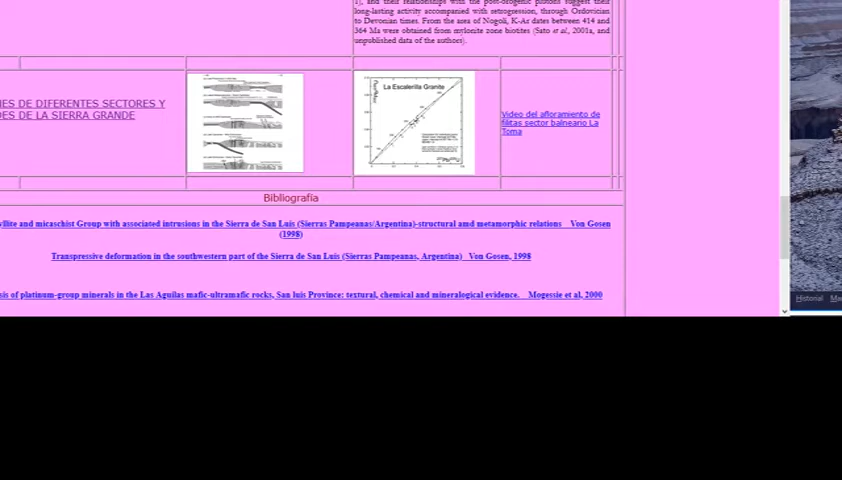 1], and their relationships with the post-orogenic plutons suggest their
long-lasting activity accompanied with retrogression, through Ordovician
to Devonian times. From the area of Nogolí, K-Ar dates between 414 and
364 Ma were obtained from mylonite zone biotites (Sato et al., 2001a, and
unpublished data of the authors).
ES DE DIFERENTES SECTORES Y
DES DE LA SIERRA GRANDE
La Escalerilla Granite
Video del afloramiento de
filitas sector balneario La
Toma
Bibliografía
yllite and micaschist Group with associated intrusions in the Sierra de San Luis (Sierras Pampeanas/Argentina)-structural amd metamorphic relations Von Gosen
(1998)
Transpressive deformation in the southwestern part of the Sierra de San Luis (Sierras Pampeanas, Argentina) Von Gosen, 1998
sis of platinum-group minerals in the Las Aguilas mafic-ultramafic rocks, San luis Province: textural, chemical and mineralogical evidence. Mogessie et al, 2000
Historial